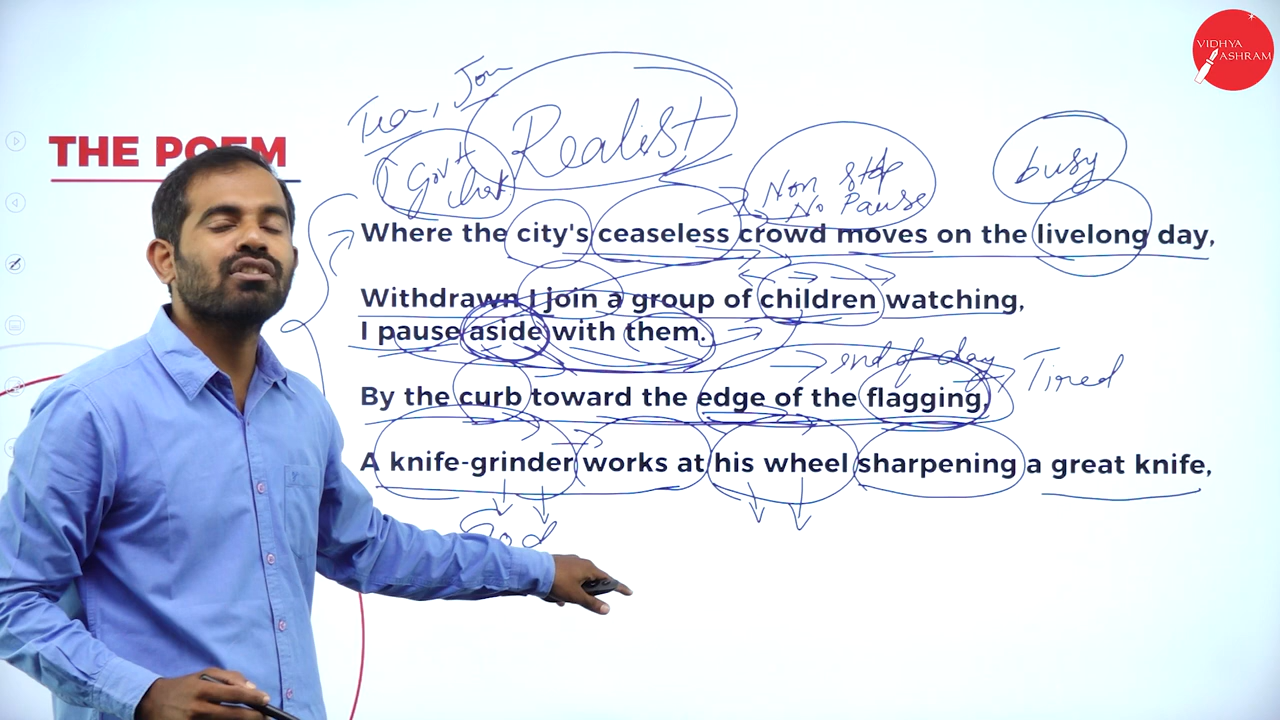 VIDHYA
ASHRAM
THE POEM
Realist
Govt
Non stop
No Pause
busy
Where the city's ceaseless crowd moves on the livelong day,
Withdrawn I join a group of children watching,
I pause aside with them.
end of day
Tired
By the curb toward the edge of the flagging,
A knife-grinder works at his wheel sharpening a great knife,
God